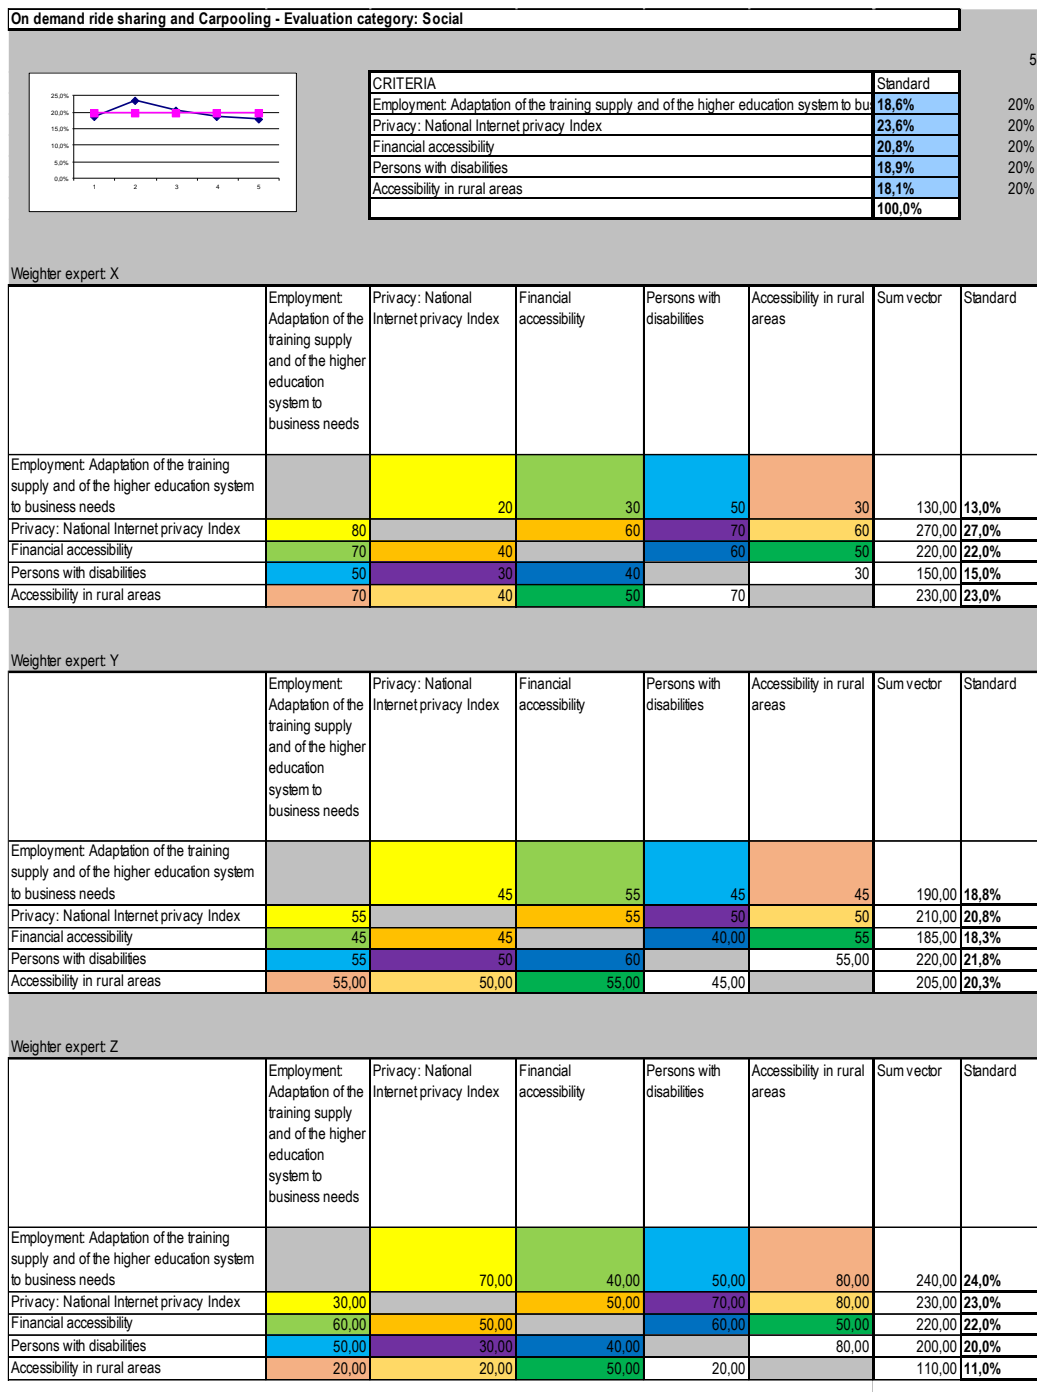 On demand ride sharing and Carpooling - Evaluation category: Social
5
CRITERIA Standard
Employment: Adaptation of the training supply and of the higher education system to bu 18,6% 20%
Privacy: National Internet privacy Index 23,6% 20%
Financial accessibility 20,8% 20%
Persons with disabilities 18,9% 20%
Accessibility in rural areas 18,1% 20%
100,0%
25,0%
20,0%
15,0%
10,0%
5,0%
0,0%
1 2 3 4 5
Weighter expert: X
Employment: Adaptation of the training supply and of the higher education system to business needs Privacy: National Internet privacy Index Financial accessibility Persons with disabilities Accessibility in rural areas Sum vector Standard
Employment: Adaptation of the training
supply and of the higher education system
to business needs 20 30 50 30 130,00 13,0%
Privacy: National Internet privacy Index 80 60 70 60 270,00 27,0%
Financial accessibility 70 40 60 50 220,00 22,0%
Persons with disabilities 50 30 40 30 150,00 15,0%
Accessibility in rural areas 70 40 50 70 230,00 23,0%
Weighter expert: Y
Employment: Adaptation of the training supply and of the higher education system to business needs Privacy: National Internet privacy Index Financial accessibility Persons with disabilities Accessibility in rural areas Sum vector Standard
Employment: Adaptation of the training
supply and of the higher education system
to business needs 45 55 45 45 190,00 18,8%
Privacy: National Internet privacy Index 55 55 50 50 210,00 20,8%
Financial accessibility 45 45 40,00 55 185,00 18,3%
Persons with disabilities 55 50 60 55,00 220,00 21,8%
Accessibility in rural areas 55,00 50,00 55,00 45,00 205,00 20,3%
Weighter expert: Z
Employment: Adaptation of the training supply and of the higher education system to business needs Privacy: National Internet privacy Index Financial accessibility Persons with disabilities Accessibility in rural areas Sum vector Standard
Employment: Adaptation of the training
supply and of the higher education system
to business needs 70,00 40,00 50,00 80,00 240,00 24,0%
Privacy: National Internet privacy Index 30,00 50,00 70,00 80,00 230,00 23,0%
Financial accessibility 60,00 50,00 60,00 50,00 220,00 22,0%
Persons with disabilities 50,00 30,00 40,00 80,00 200,00 20,0%
Accessibility in rural areas 20,00 20,00 50,00 20,00 110,00 11,0%